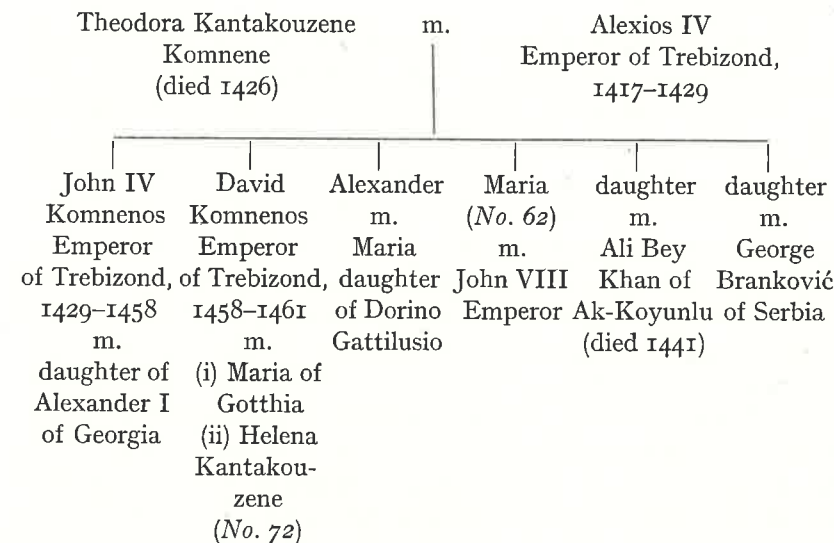 Theodora Kantakouzene m. Alexios IV
Komnene Emperor of Trebizond,
(died 1426) 1417–1429
John IV
Komnenos
Emperor
of Trebizond,
1429–1458
m.
daughter of
Alexander I
of Georgia
David
Komnenos
Emperor
of Trebizond,
1458–1461
m.
(i) Maria of
Gotthia
(ii) Helena
Kantakou-
zene
(No. 72)
Alexander
m.
Maria
daughter
of Dorino
Gattilusio
Maria
(No. 62)
m.
John VIII
Emperor
daughter
m.
Ali Bey
Khan of
Ak-Koyunlu
(died 1441)
daughter
m.
George
Branković
of Serbia